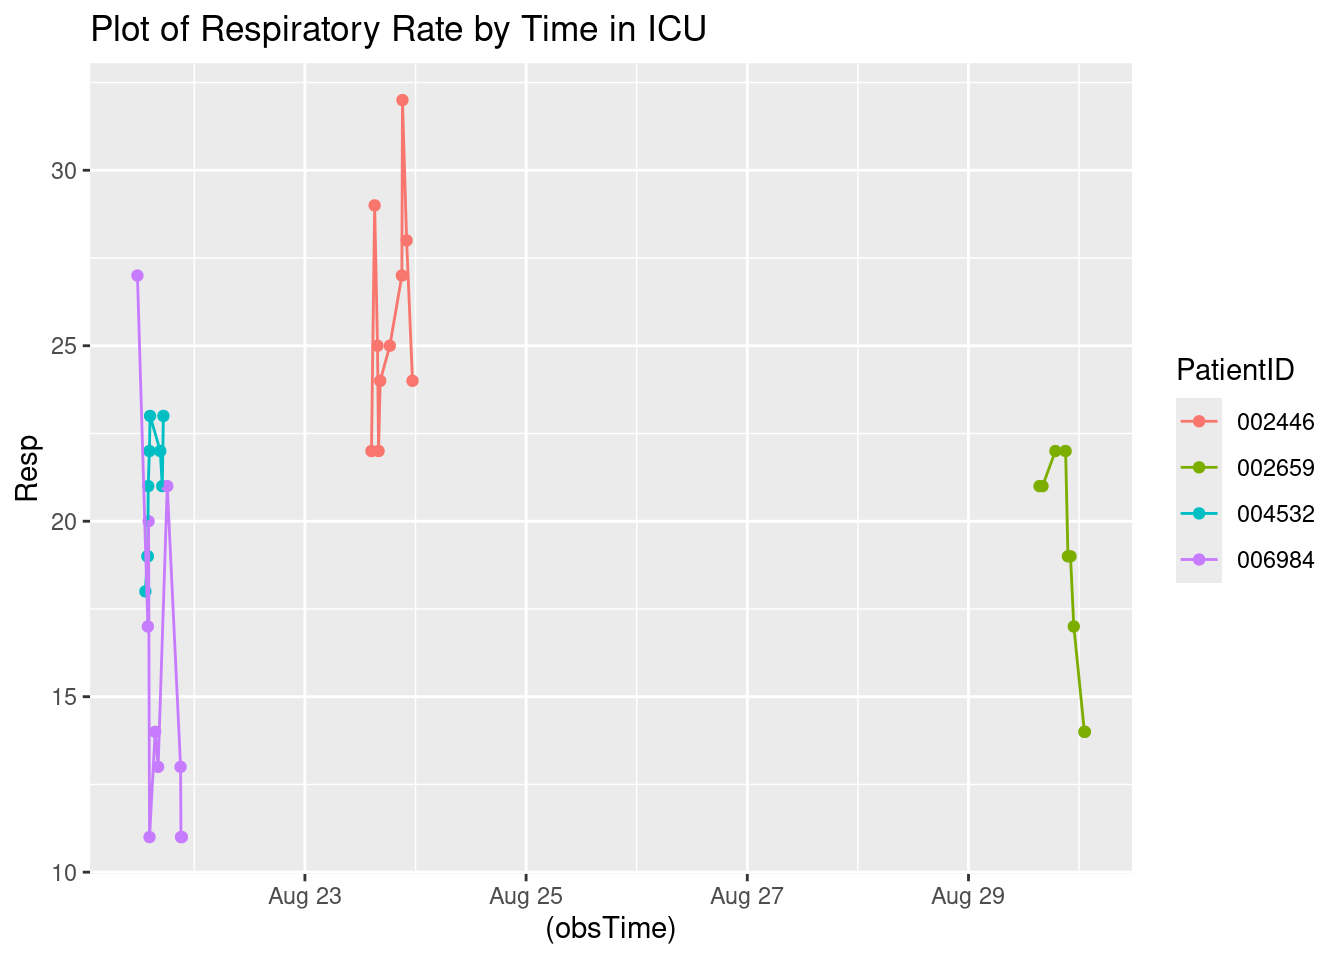 Plot of Respiratory Rate by Time in ICU
Resp
30
25
20
15
10
Aug 23
Aug 25
Aug 27
Aug 29
(obsTime)
PatientID
002446
002659
004532
006984